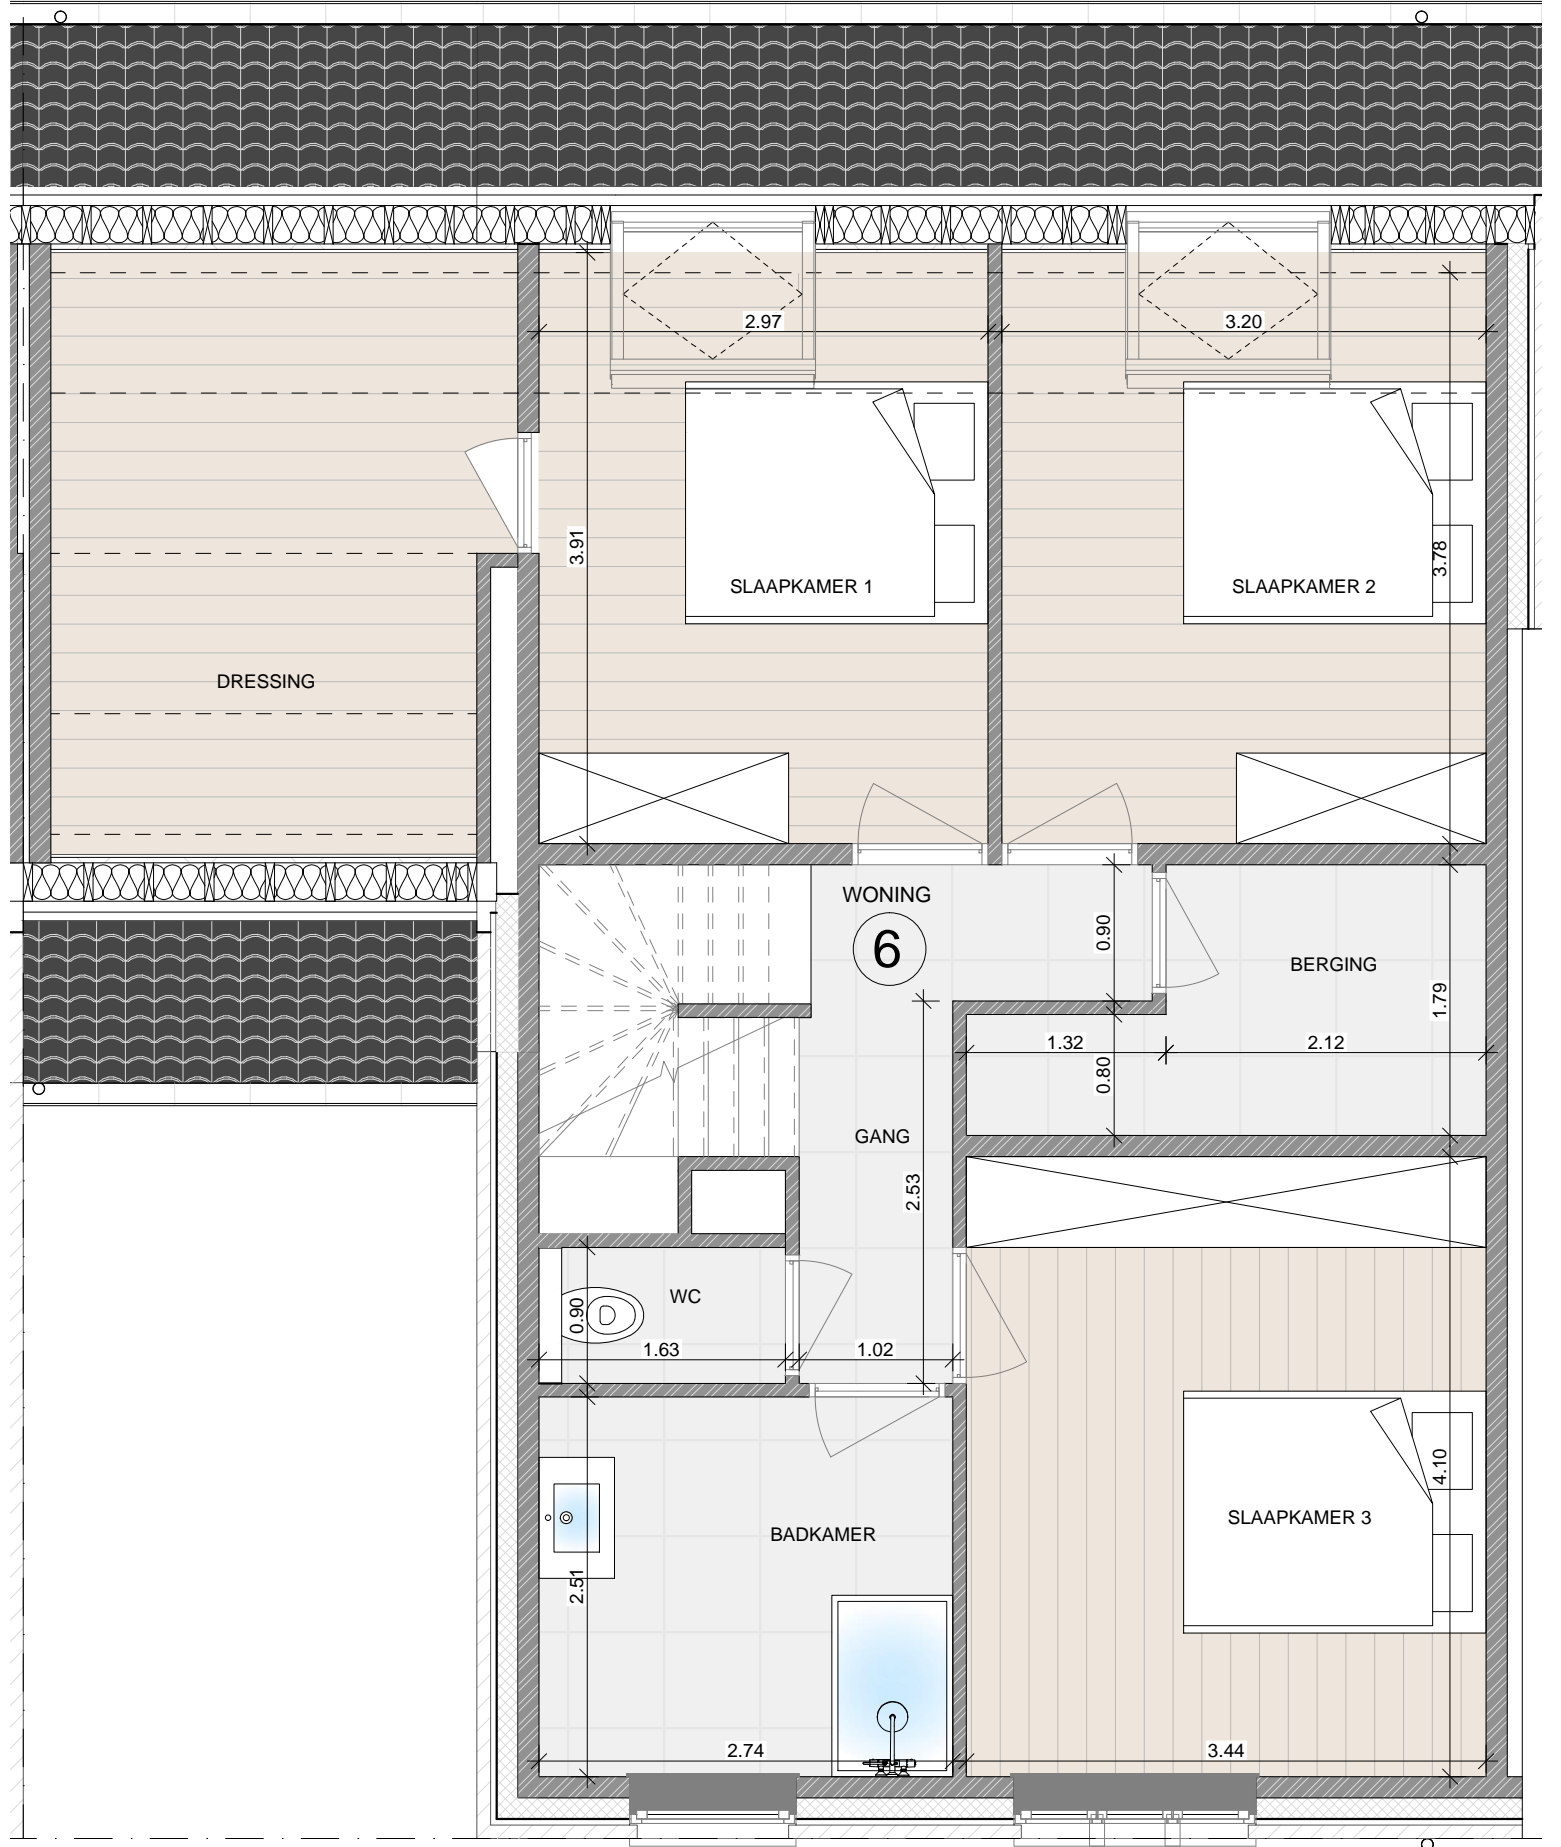 2.97
3.20
3.91
3.78
SLAAPKAMER 1
SLAAPKAMER 2
DRESSING
WONING
6
0.90
BERGING
1.79
1.32
2.12
0.80
GANG
2.53
WC
0.90
1.63
1.02
4.10
SLAAPKAMER 3
BADKAMER
2.51
2.74
3.44